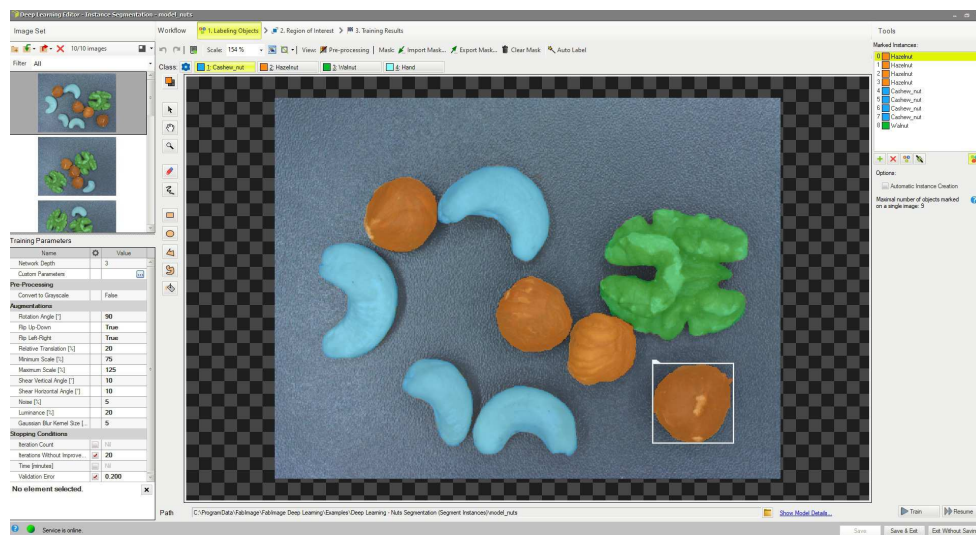 Deep Learning Editor - Instance Segmentation - model_nuts
Image Set
Workflow
1. Labeling Objects
2. Region of Interest
3. Training Results
Tools
10/10 images
Scale: 154 %
View:
Pre-processing
Mask:
Import Mask...
Export Mask...
Clear Mask
Auto Label
Filter All
Class:
1: Cashew_nut
2: Hazelnut
3: Walnut
4: Hand
Marked Instances:
0 Hazelnut
1 Hazelnut
2 Hazelnut
3 Hazelnut
4 Cashew_nut
5 Cashew_nut
6 Cashew_nut
7 Cashew_nut
8 Walnut
Options:
Automatic Instance Creation
Maximal number of objects marked
on a single image: 9
Training Parameters
Name Value
Network Depth 3
Custom Parameters
Pre-Processing
Convert to Grayscale False
Augmentations
Rotation Angle [°] 90
Flip Up-Down True
Flip Left-Right True
Relative Translation [%] 20
Minimum Scale [%] 75
Maximum Scale [%] 125
Shear Vertical Angle [°] 10
Shear Horizontal Angle [°] 10
Noise [%] 5
Luminance [%] 20
Gaussian Blur Kernel Size [... 5
Stopping Conditions
Iteration Count Nil
Iterations Without Improve... 20
Time [minutes] Nil
Validation Error 0.200
No element selected.
Path
C:\ProgramData\FabImage\FabImage Deep Learning\Examples\Deep Learning - Nuts Segmentation (Segment Instances)\model_nuts
Show Model Details...
Train
Resume
Service is online.
Save
Save & Exit
Exit Without Savin